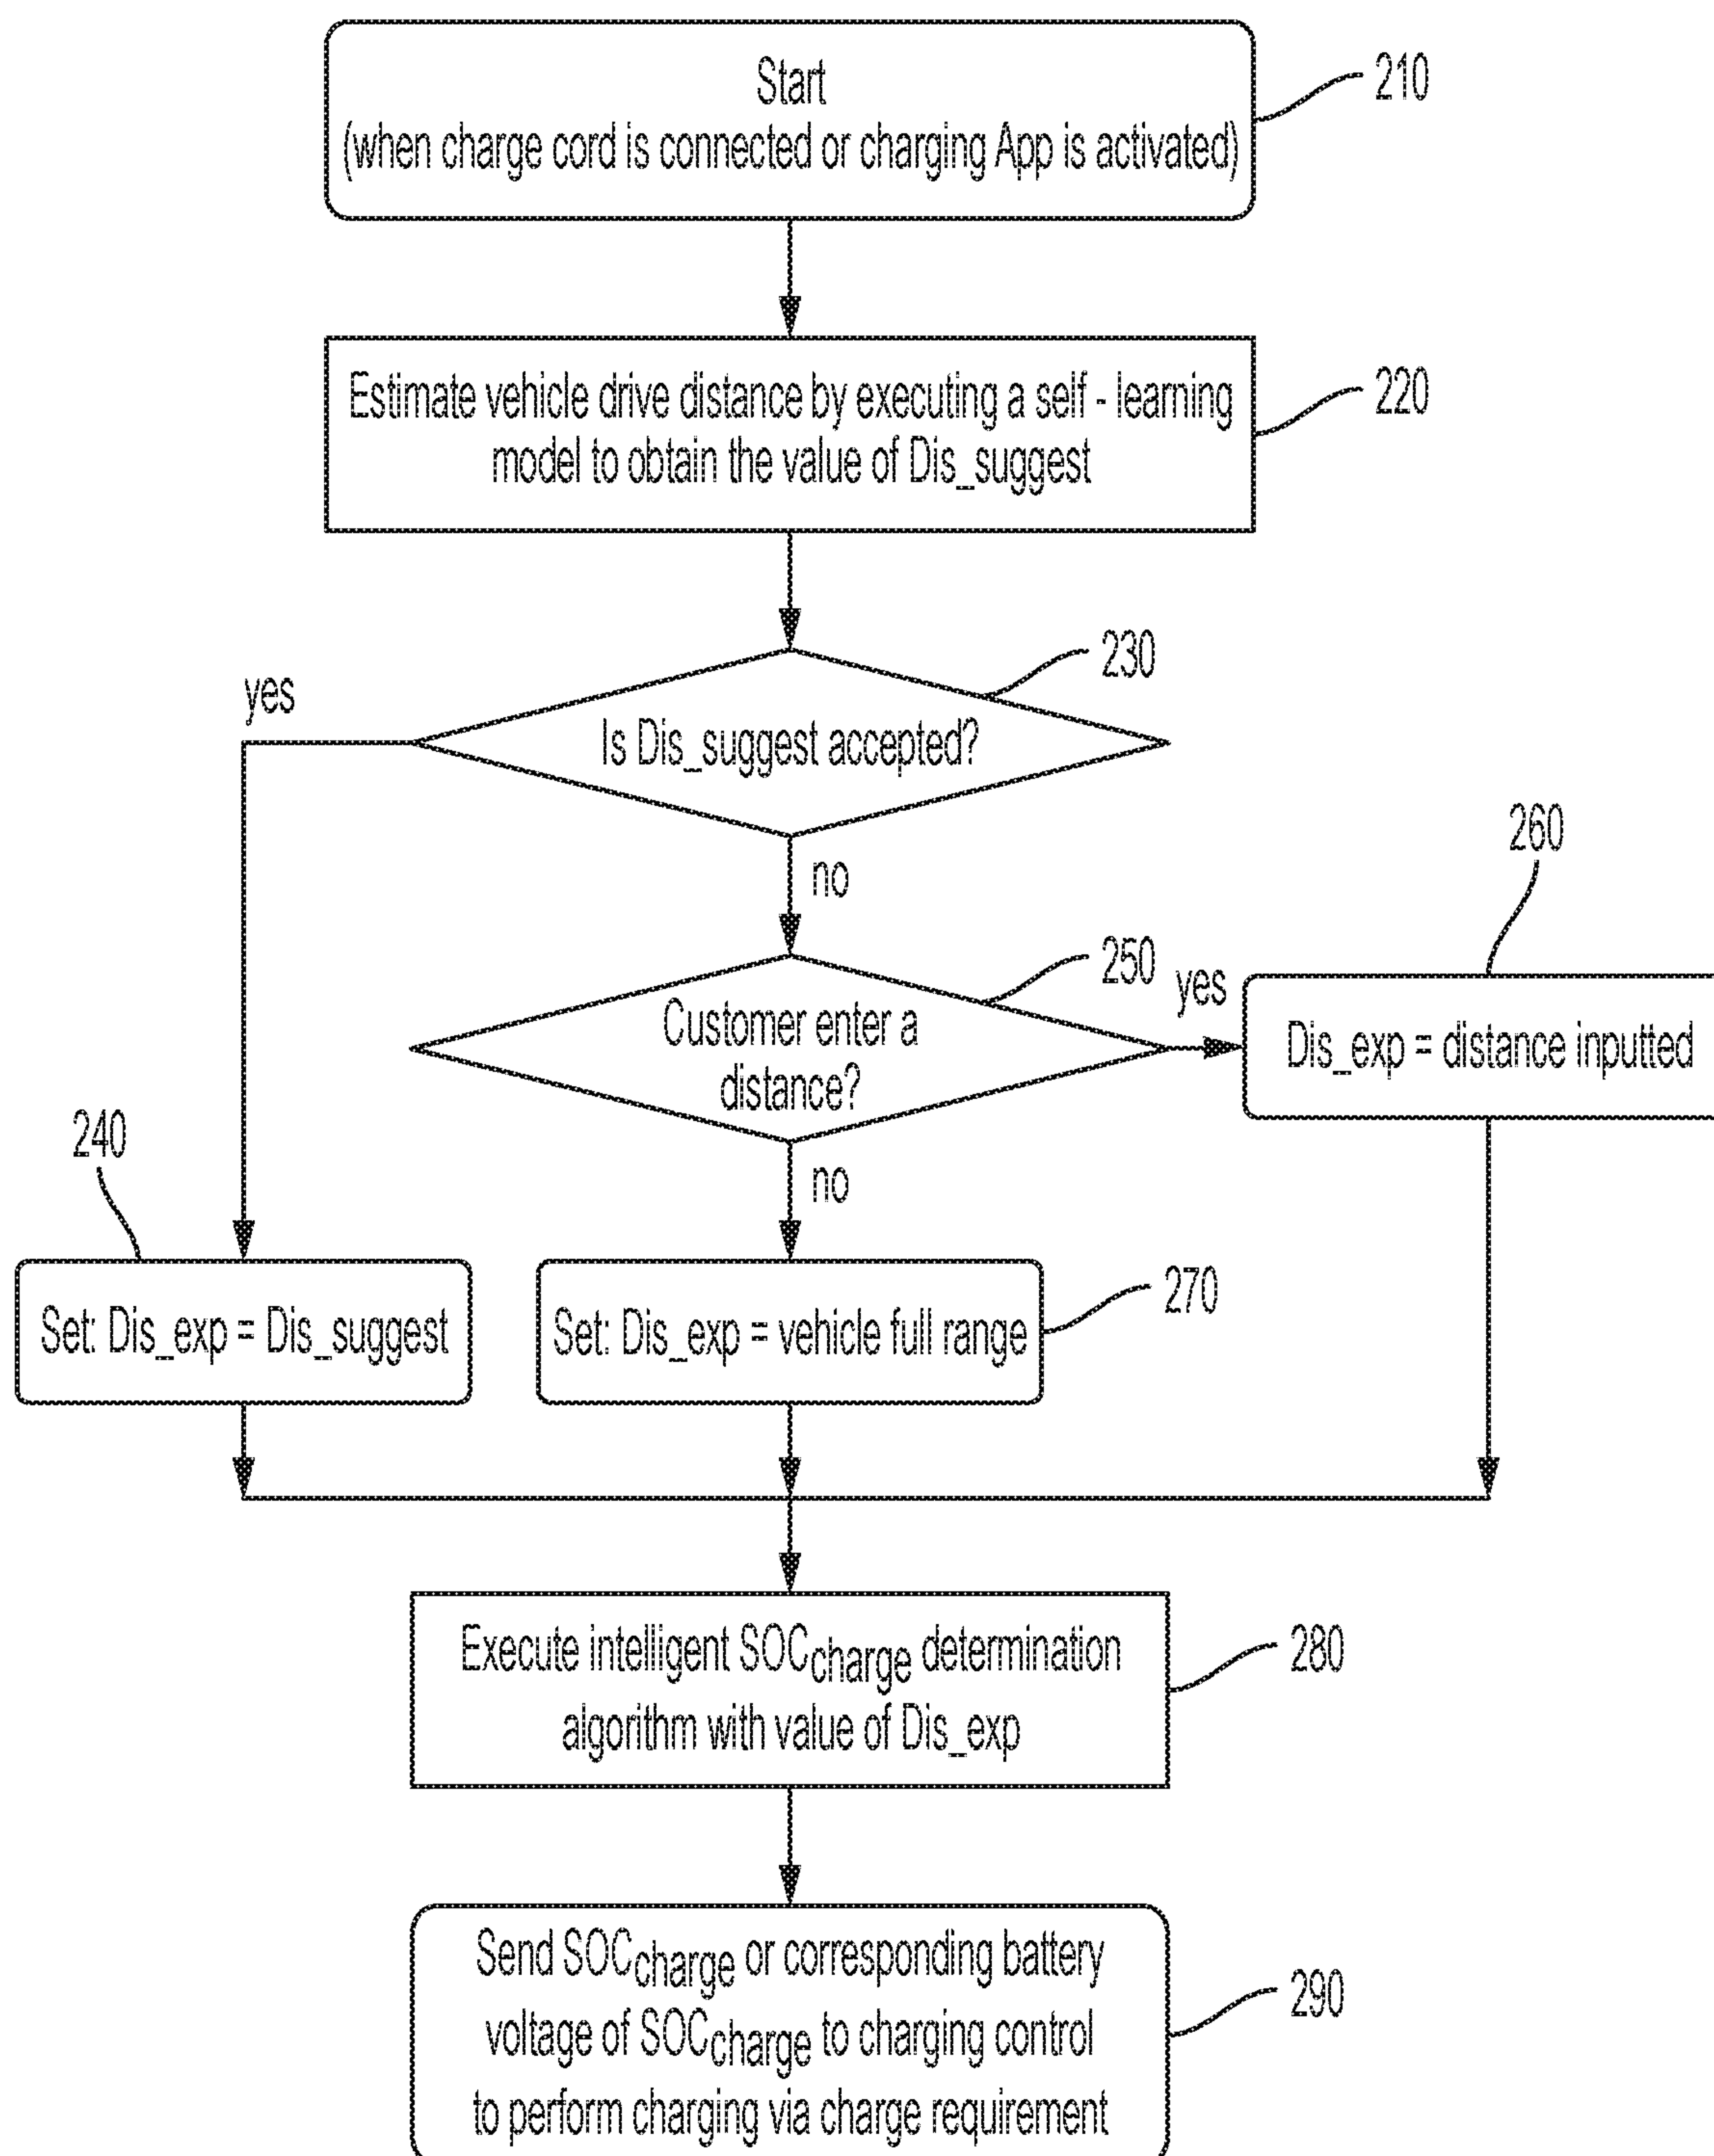 Start
(when charge cord is connected or charging App is activated)
210
Estimate vehicle drive distance by executing a self - learning
model to obtain the value of Dis_suggest
220
230
yes
Is Dis_suggest accepted?
no
260
250
yes
Customer enter a
distance?
Dis_exp = distance inputted
no
240
270
Set: Dis_exp = Dis_suggest
Set: Dis_exp = vehicle full range
Execute intelligent SOCcharge determination
algorithm with value of Dis_exp
280
Send SOCcharge or corresponding battery
voltage of SOCcharge to charging control
to perform charging via charge requirement
290